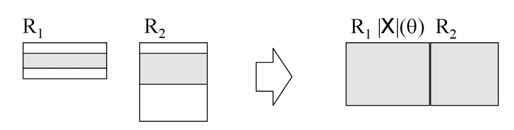 R₁
R₂
R₁ |X|(θ) R₂